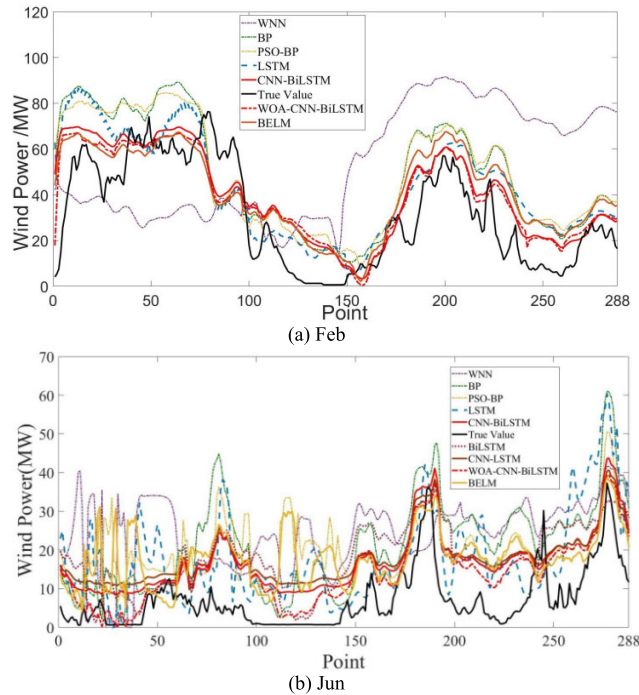 120
100
80
60
40
20
0
Wind Power /MW
WNN
BP
PSO-BP
LSTM
CNN-BiLSTM
True Value
WOA-CNN-BiLSTM
BELM
0 50 100 150 200 250 288
Point
(a) Feb
70
60
50
40
30
20
10
0
Wind Power(MW)
WNN
BP
PSO-BP
LSTM
CNN-BiLSTM
True Value
BiLSTM
CNN-LSTM
WOA-CNN-BiLSTM
BELM
0 50 100 150 200 250 288
Point
(b) Jun